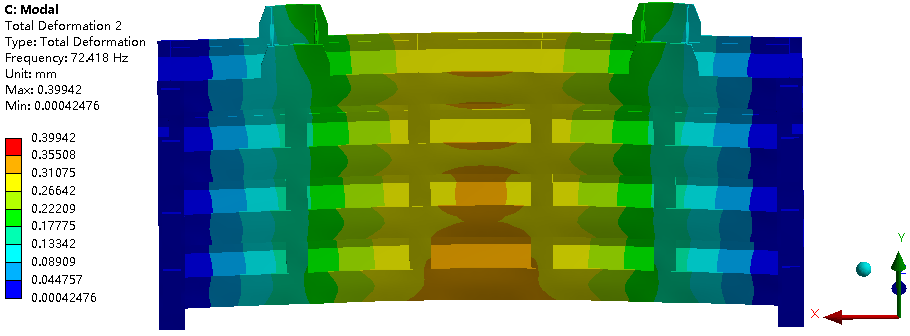 C: Modal
Total Deformation 2
Type: Total Deformation
Frequency: 72.418 Hz
Unit: mm
Max: 0.39942
Min: 0.00042476
0.39942
0.35508
0.31075
0.26642
0.22209
0.17775
0.13342
0.08909
0.044757
0.00042476
Y
X